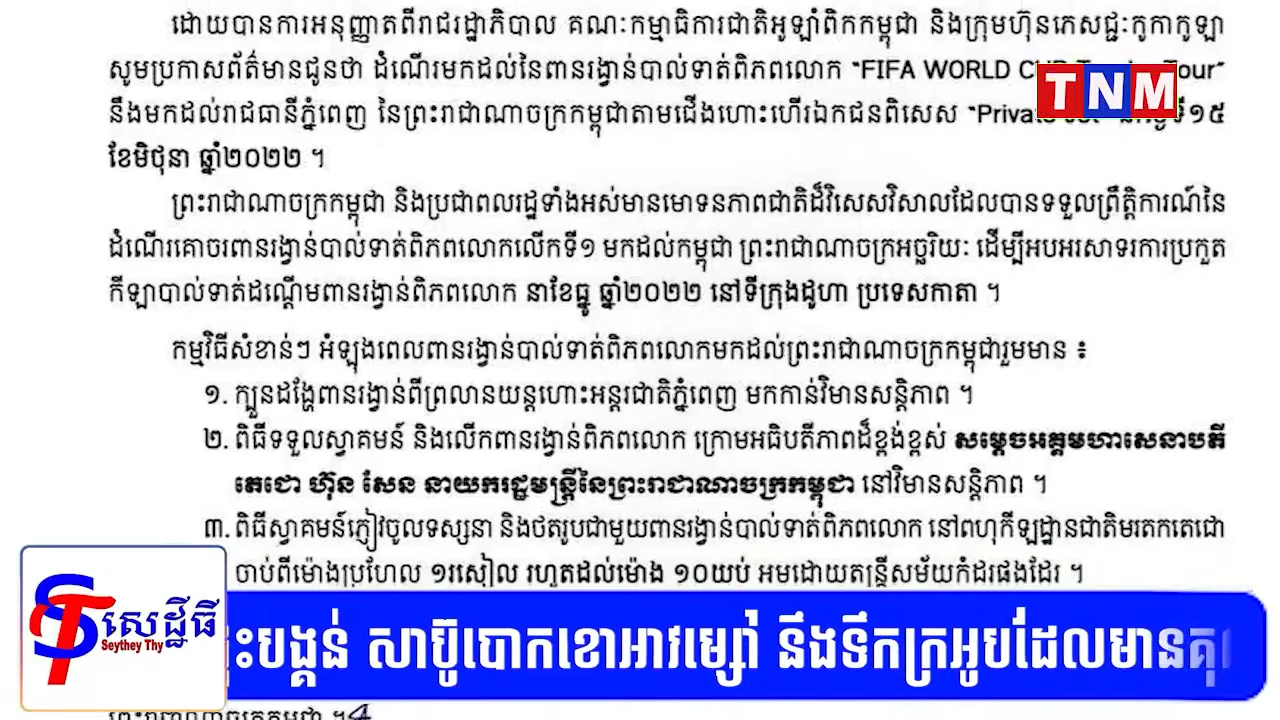 ដោយបានការអនុញ្ញាតពីរាជរដ្ឋាភិបាល គណៈកម្មាធិការជាតិអូឡាំពិកកម្ពុជា និងក្រុមហ៊ុនភេសជ្ជៈកូកាកូឡា
សូមប្រកាសព័ត៌មានជូនថា ដំណើរមកដល់នៃពានរង្វាន់បាល់ទាត់ពិភពលោក “FIFA WORLD
TNM
នឹងមកដល់រាជធានីភ្នំពេញ នៃព្រះរាជាណាចក្រកម្ពុជាតាមជើងហោះហើរឯកជនពិសេស
ខែមិថុនា ឆ្នាំ២០២២ ។
ព្រះរាជាណាចក្រកម្ពុជា និងប្រជាពលរដ្ឋទាំងអស់មានមោទនភាពជាតិដ៏វិសេសវិសាលដែលបានទទួលព្រឹត្តិការណ៍នៃ
ដំណើរគោចរពានរង្វាន់បាល់ទាត់ពិភពលោកលើកទី១ មកដល់កម្ពុជា ព្រះរាជាណាចក្រអច្ឆរិយៈ ដើម្បីអបអរសាទរការប្រកួត
កីឡាបាល់ទាត់ដណ្តើមពានរង្វាន់ពិភពលោក នាខែធ្នូ ឆ្នាំ២០២២ នៅទីក្រុងដូហា ប្រទេសកាតា ។
កម្មវិធីសំខាន់ៗ អំឡុងពេលពានរង្វាន់បាល់ទាត់ពិភពលោកមកដល់ព្រះរាជាណាចក្រកម្ពុជារួមមាន ៖
១. ក្បួនដង្ហែពានរង្វាន់ពីព្រលានយន្តហោះអន្តរជាតិភ្នំពេញ មកកាន់វិមានសន្តិភាព ។
២. ពិធីទទួលស្វាគមន៍ និងលើកពានរង្វាន់ពិភពលោក ក្រោមអធិបតីភាពដ៏ខ្ពង់ខ្ពស់ សម្តេចអគ្គមហាសេនាបតី
តេជោ ហ៊ុន សែន នាយករដ្ឋមន្ត្រីនៃព្រះរាជាណាចក្រកម្ពុជា នៅវិមានសន្តិភាព ។
៣. ពិធីស្វាគមន៍ភ្ញៀវចូលទស្សនា និងថតរូបជាមួយពានរង្វាន់បាល់ទាត់ពិភពលោក នៅពហុកីឡដ្ឋានជាតិមរតកតេជោ
ចាប់ពីម៉ោងប្រហែល ១រសៀល រហូតដល់ម៉ោង ១០យប់ អមដោយតន្ត្រីសម័យកំដរផងដែរ ។
ST សេដ្ឋីធី
Seythey Thy
បង្គន់ សាប៊ូបោកខោអាវម្សៅ នឹងទឹកក្រអូបដែលមាន